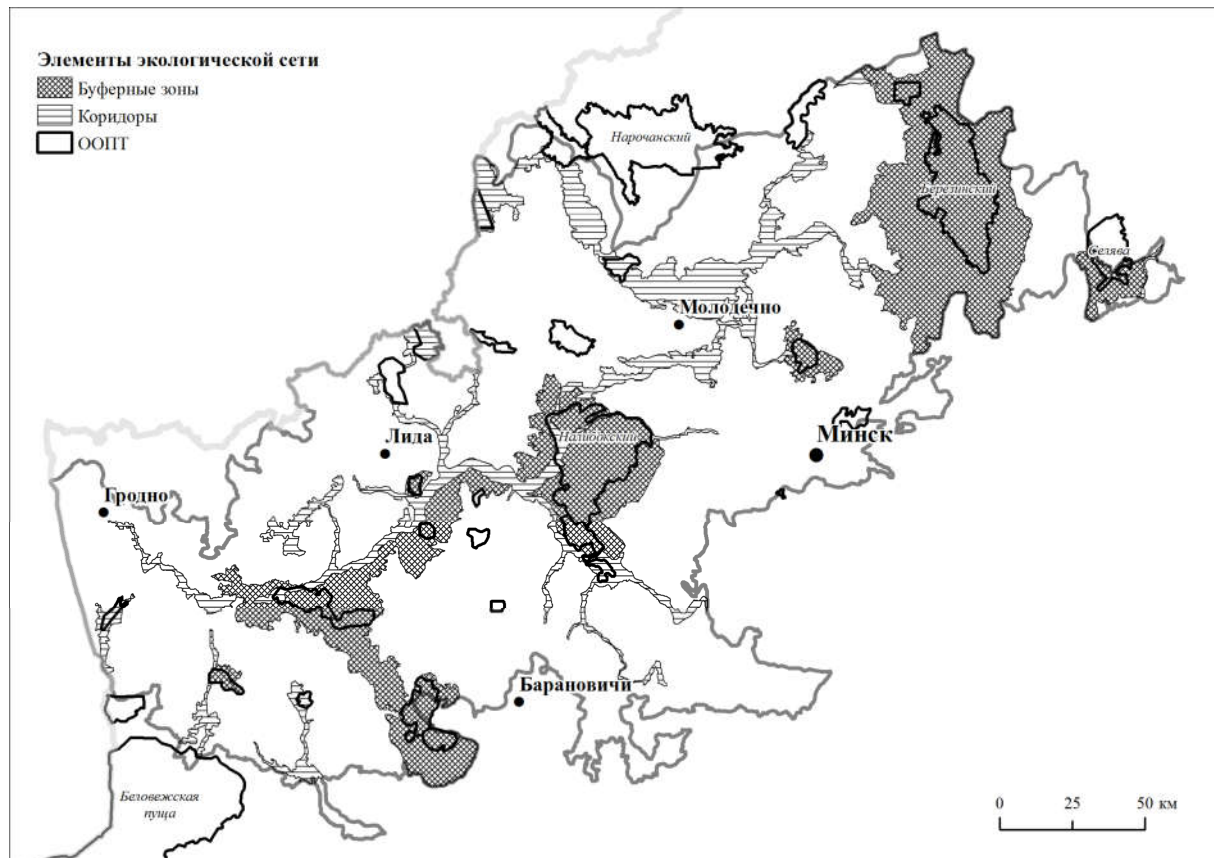 Элементы экологической сети
Буферные зоны
Коридоры
ООПТ
Нарочанский
Березинский
Селява
Молодечно
Налибокский
Минск
Лида
Гродно
Барановичи
Беловежская
пуща
0 25 50 км